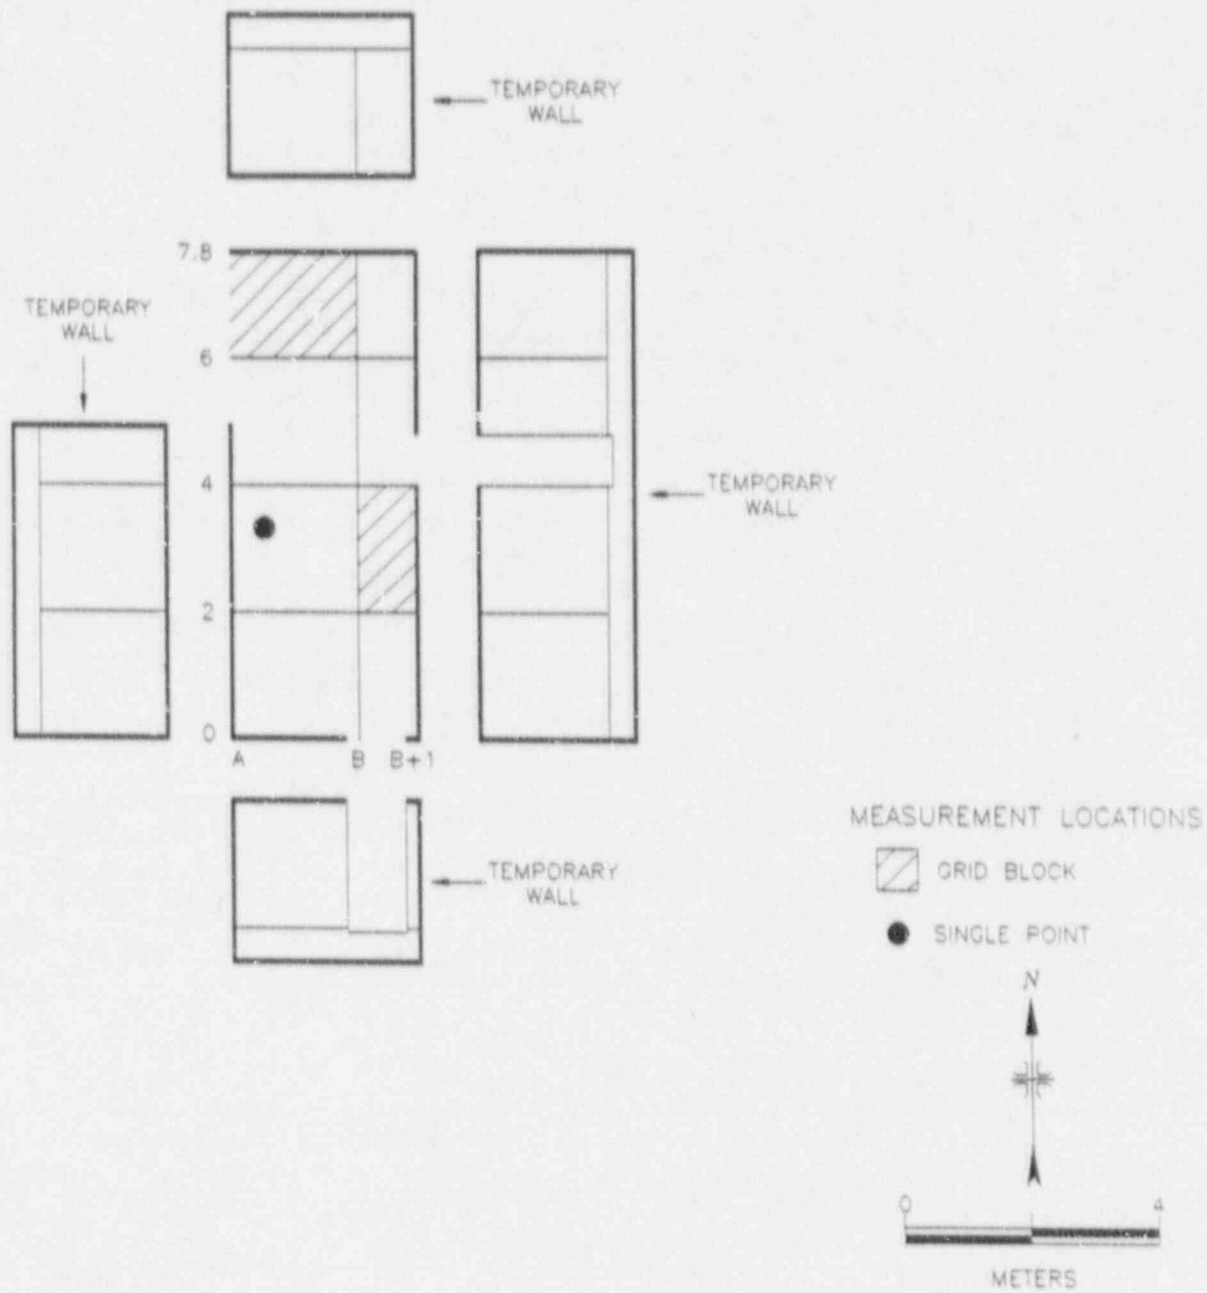 TEMPORARY
WALL
7.8
TEMPORARY
WALL
6
4
TEMPORARY
WALL
2
0
A B B+1
TEMPORARY
WALL
MEASUREMENT LOCATIONS
GRID BLOCK
SINGLE POINT
N
0 4
METERS